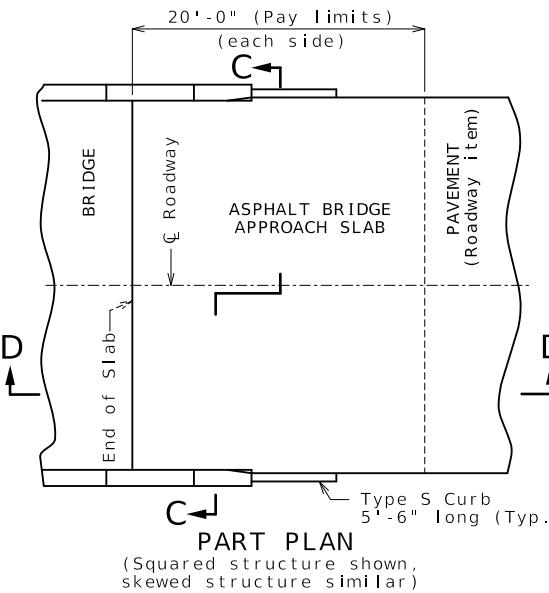 20'-0" (Pay limits)
(each side)
C
BRIDGE
℄ Roadway
ASPHALT BRIDGE
APPROACH SLAB
PAVEMENT
(Roadway item)
End of Slab
D
D
C
Type S Curb
5'-6" long (Typ.
PART PLAN
(Squared structure shown,
skewed structure similar)